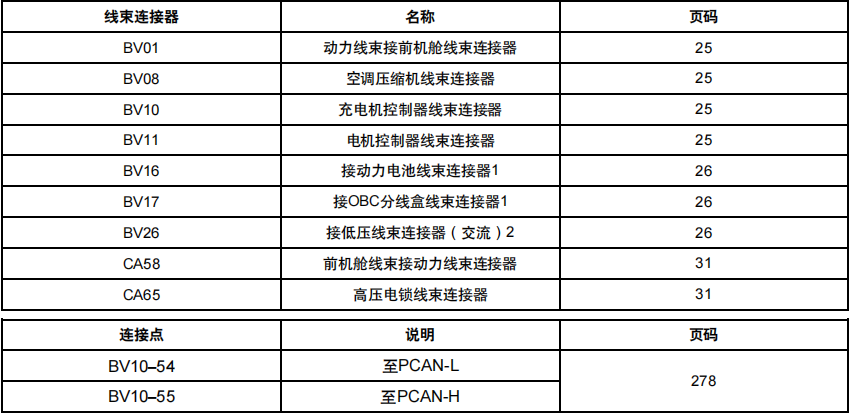 线束连接器 名称 页码
BV01 动力线束接前机舱线束连接器 25
BV08 空调压缩机线束连接器 25
BV10 充电机控制器线束连接器 25
BV11 电机控制器线束连接器 25
BV16 接动力电池线束连接器1 26
BV17 接OBC分线盒线束连接器1 26
BV26 接低压线束连接器（交流）2 26
CA58 前机舱线束接动力线束连接器 31
CA65 高压电锁线束连接器 31
连接点 说明 页码
BV10–54 至PCAN-L 278
BV10–55 至PCAN-H